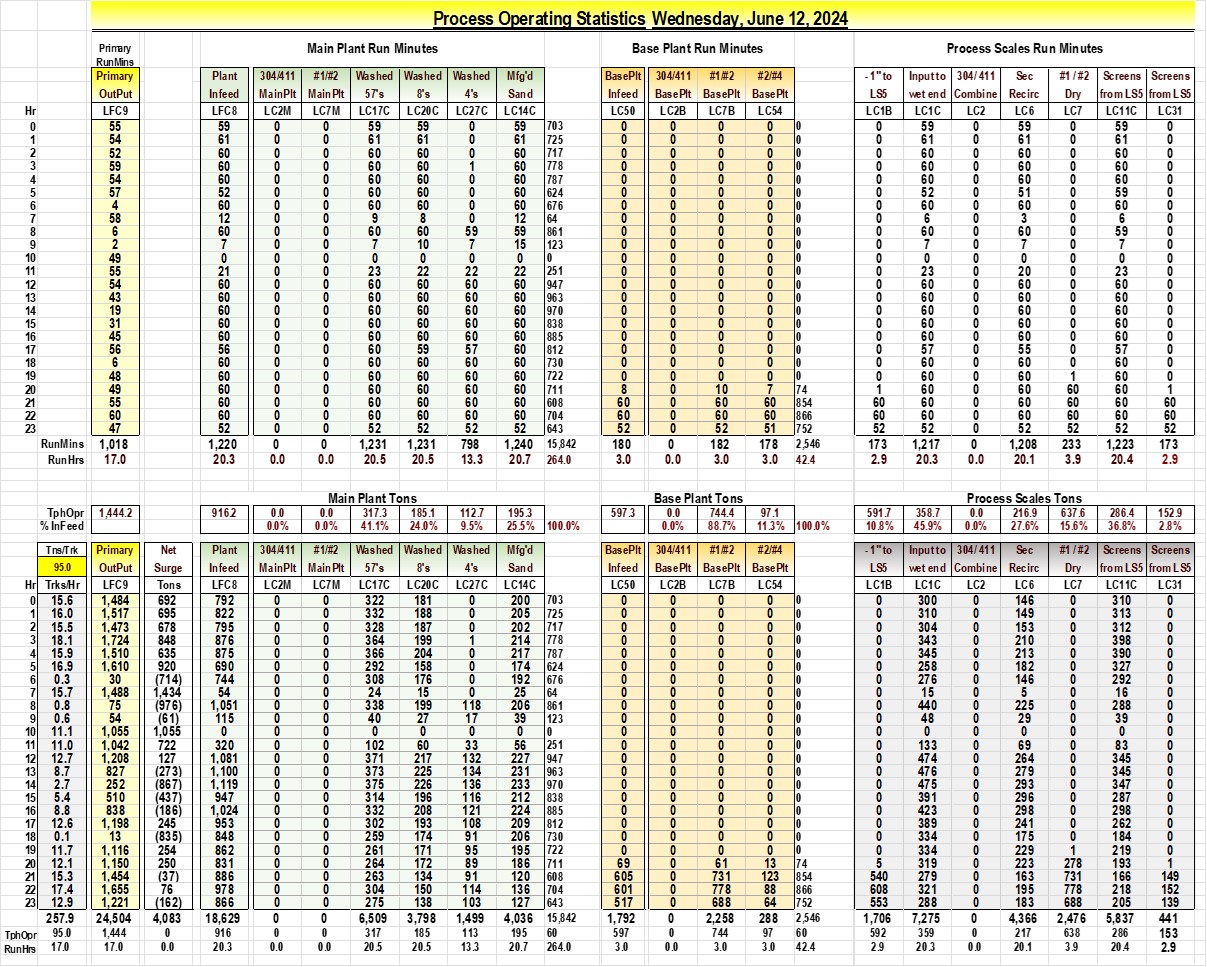 Process Operating Statistics Wednesday, June 12, 2024
Primary Main Plant Run Minutes Base Plant Run Minutes Process Scales Run Minutes
RunMins
Primary Plant 304/411 #1/#2 Washed Washed Washed Mfg'd BasePlt 304/411 #1/#2 #2/#4 - 1" to Input to 304/ 411 Sec #1 / #2 Screens Screens
OutPut Infeed MainPlt MainPlt 57's 8's 4's Sand Infeed BasePlt BasePlt BasePlt LS5 wet end Combine Recirc Dry from LS5 from LS5
Hr LFC9 LFC8 LC2M LC7M LC17C LC20C LC27C LC14C LC50 LC2B LC7B LC54 LC1B LC1C LC2 LC6 LC7 LC11C LC31
0 55 59 0 0 59 59 0 59 703 0 0 0 0 0 0 59 0 59 0 59 0
1 54 61 0 0 61 61 0 61 725 0 0 0 0 0 0 61 0 61 0 61 0
2 52 60 0 0 60 60 0 60 717 0 0 0 0 0 0 60 0 60 0 60 0
3 59 60 0 0 60 60 1 60 778 0 0 0 0 0 0 60 0 60 0 60 0
4 54 60 0 0 60 60 0 60 787 0 0 0 0 0 0 60 0 60 0 60 0
5 57 52 0 0 60 60 0 60 624 0 0 0 0 0 0 52 0 51 0 59 0
6 4 60 0 0 60 60 0 60 676 0 0 0 0 0 0 60 0 60 0 60 0
7 58 12 0 0 9 8 0 12 64 0 0 0 0 0 0 6 0 3 0 6 0
8 6 60 0 0 60 60 59 59 861 0 0 0 0 0 0 60 0 60 0 59 0
9 2 7 0 0 7 10 7 15 123 0 0 0 0 0 0 7 0 7 0 7 0
10 49 0 0 0 0 0 0 0 0 0 0 0 0 0 0 0 0 0 0 0 0
11 55 21 0 0 23 22 22 22 251 0 0 0 0 0 0 23 0 20 0 23 0
12 54 60 0 0 60 60 60 60 947 0 0 0 0 0 0 60 0 60 0 60 0
13 43 60 0 0 60 60 60 60 963 0 0 0 0 0 0 60 0 60 0 60 0
14 19 60 0 0 60 60 60 60 970 0 0 0 0 0 0 60 0 60 0 60 0
15 31 60 0 0 60 60 60 60 838 0 0 0 0 0 0 60 0 60 0 60 0
16 45 60 0 0 60 60 60 60 885 0 0 0 0 0 0 60 0 60 0 60 0
17 56 56 0 0 60 59 57 60 812 0 0 0 0 0 0 57 0 55 0 57 0
18 6 60 0 0 60 60 60 60 730 0 0 0 0 0 0 60 0 60 0 60 0
19 48 60 0 0 60 60 60 60 722 0 0 0 0 0 0 60 0 60 1 60 0
20 49 60 0 0 60 60 60 60 711 8 0 10 7 74 1 60 0 60 60 60 1
21 55 60 0 0 60 60 60 60 608 60 0 60 60 854 60 60 0 60 60 60 60
22 60 60 0 0 60 60 60 60 704 60 0 60 60 866 60 60 0 60 60 60 60
23 47 52 0 0 52 52 52 52 643 52 0 52 51 752 52 52 0 52 52 52 52
RunMins 1,018 1,220 0 0 1,231 1,231 798 1,240 15,842 180 0 182 178 2,546 173 1,217 0 1,208 233 1,223 173
RunHrs 17.0 20.3 0.0 0.0 20.5 20.5 13.3 20.7 264.0 3.0 0.0 3.0 3.0 42.4 2.9 20.3 0.0 20.1 3.9 20.4 2.9
Main Plant Tons Base Plant Tons Process Scales Tons
TphOpr 1,444.2 916.2 0.0 0.0 317.3 185.1 112.7 195.3 597.3 0.0 744.4 97.1 591.7 358.7 0.0 216.9 637.6 286.4 152.9
% InFeed 0.0% 0.0% 41.1% 24.0% 9.5% 25.5% 100.0% 0.0% 88.7% 11.3% 100.0% 10.8% 45.9% 0.0% 27.6% 15.6% 36.8% 2.8%
Tns/Trk Primary Net Plant 304/411 #1/#2 Washed Washed Washed Mfg'd BasePlt 304/411 #1/#2 #2/#4 - 1" to Input to 304/ 411 Sec #1 / #2 Screens Screens
95.0 OutPut Surge Infeed MainPlt MainPlt 57's 8's 4's Sand Infeed BasePlt BasePlt BasePlt LS5 wet end Combine Recirc Dry from LS5 from LS5
Hr Trks/Hr LFC9 Tons LFC8 LC2M LC7M LC17C LC20C LC27C LC14C LC50 LC2B LC7B LC54 LC1B LC1C LC2 LC6 LC7 LC11C LC31
0 15.6 1,484 692 792 0 0 322 181 0 200 703 0 0 0 0 0 0 300 0 146 0 310 0
1 16.0 1,517 695 822 0 0 332 188 0 205 725 0 0 0 0 0 0 310 0 149 0 313 0
2 15.5 1,473 678 795 0 0 328 187 0 202 717 0 0 0 0 0 0 304 0 153 0 312 0
3 18.1 1,724 848 876 0 0 364 199 1 214 778 0 0 0 0 0 0 343 0 210 0 398 0
4 15.9 1,510 635 875 0 0 366 204 0 217 787 0 0 0 0 0 0 345 0 213 0 390 0
5 16.9 1,610 920 690 0 0 292 158 0 174 624 0 0 0 0 0 0 258 0 182 0 327 0
6 0.3 30 (714) 744 0 0 308 176 0 192 676 0 0 0 0 0 0 276 0 146 0 292 0
7 15.7 1,488 1,434 54 0 0 24 15 0 25 64 0 0 0 0 0 0 15 0 5 0 16 0
8 0.8 75 (976) 1,051 0 0 338 199 118 206 861 0 0 0 0 0 0 440 0 225 0 288 0
9 0.6 54 (61) 115 0 0 40 27 17 39 123 0 0 0 0 0 0 48 0 29 0 39 0
10 11.1 1,055 1,055 0 0 0 0 0 0 0 0 0 0 0 0 0 0 0 0 0 0 0 0
11 11.0 1,042 722 320 0 0 102 60 33 56 251 0 0 0 0 0 0 133 0 69 0 83 0
12 12.7 1,208 127 1,081 0 0 371 217 132 227 947 0 0 0 0 0 0 474 0 264 0 345 0
13 8.7 827 (273) 1,100 0 0 373 225 134 231 963 0 0 0 0 0 0 476 0 279 0 345 0
14 2.7 252 (867) 1,119 0 0 375 226 136 233 970 0 0 0 0 0 0 475 0 293 0 347 0
15 5.4 510 (437) 947 0 0 314 196 116 212 838 0 0 0 0 0 0 391 0 296 0 287 0
16 8.8 838 (186) 1,024 0 0 332 208 121 224 885 0 0 0 0 0 0 423 0 298 0 298 0
17 12.6 1,198 245 953 0 0 302 193 108 209 812 0 0 0 0 0 0 389 0 241 0 262 0
18 0.1 13 (835) 848 0 0 259 174 91 206 730 0 0 0 0 0 0 334 0 175 0 184 0
19 11.7 1,116 254 862 0 0 261 171 95 195 722 0 0 0 0 0 0 334 0 229 1 219 0
20 12.1 1,150 250 831 0 0 264 172 89 186 711 69 0 61 13 74 5 319 0 223 278 193 1
21 15.3 1,454 (37) 886 0 0 263 134 91 120 608 605 0 731 123 854 540 279 0 163 731 166 149
22 17.4 1,655 76 978 0 0 304 150 114 136 704 601 0 778 88 866 608 321 0 195 778 218 152
23 12.9 1,221 (162) 866 0 0 275 138 103 127 643 517 0 688 64 752 553 288 0 183 688 205 139
257.9 24,504 4,083 18,629 0 0 6,509 3,798 1,499 4,036 15,842 1,792 0 2,258 288 2,546 1,706 7,275 0 4,366 2,476 5,837 441
TphOpr 95.0 1,444 0 916 0 0 317 185 113 195 60 597 0 744 97 60 592 359 0 217 638 286 153
RunHrs 17.0 17.0 0.0 20.3 0.0 0.0 20.5 20.5 13.3 20.7 264.0 3.0 0.0 3.0 3.0 42.4 2.9 20.3 0.0 20.1 3.9 20.4 2.9